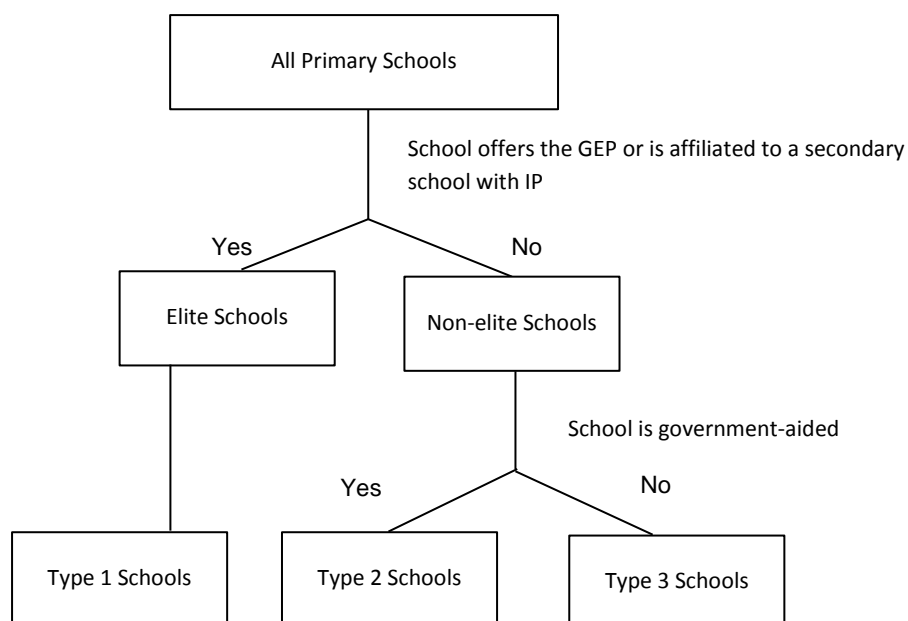 All Primary Schools
School offers the GEP or is affiliated to a secondary
school with IP
Yes
No
Elite Schools
Non-elite Schools
School is government-aided
Yes
No
Type 1 Schools
Type 2 Schools
Type 3 Schools